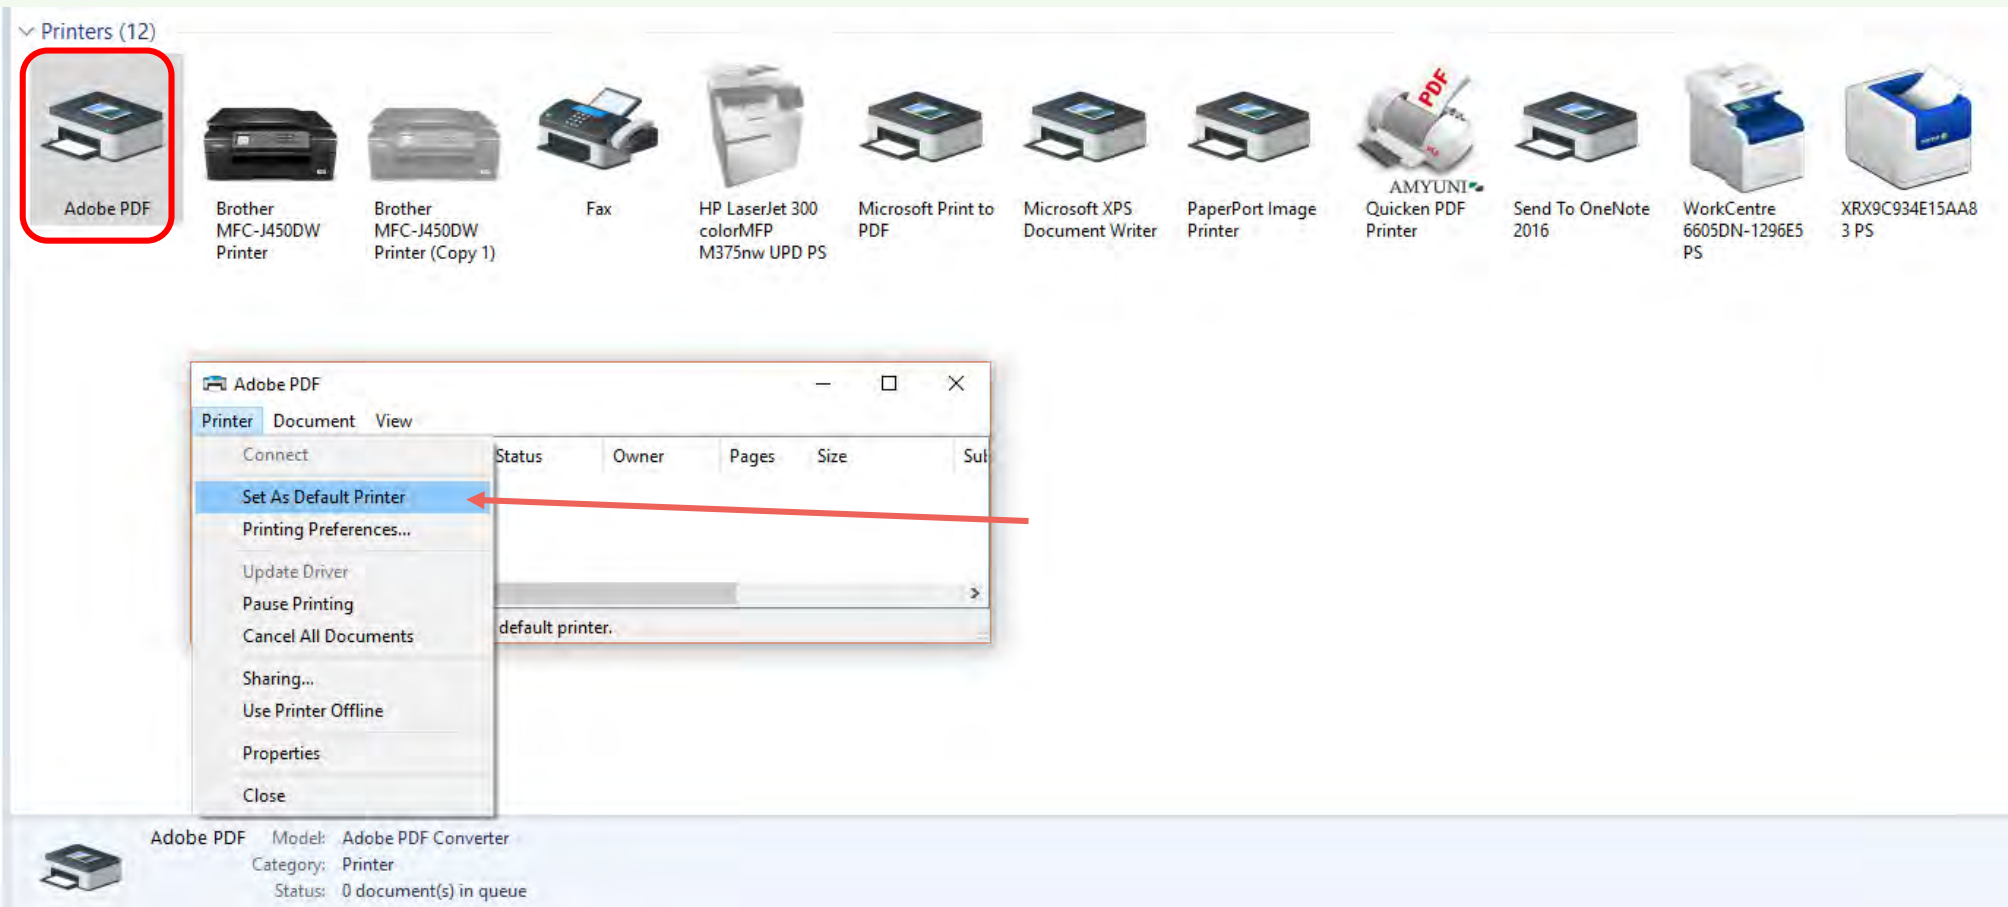 Printers (12)
PDF
AMYUNI
Adobe PDF
Brother
MFC-J450DW
Printer
Brother
MFC-J450DW
Printer (Copy 1)
Fax
HP LaserJet 300
colorMFP
M375nw UPD PS
Microsoft Print to
PDF
Microsoft XPS
Document Writer
PaperPort Image
Printer
Quicken PDF
Printer
Send To OneNote
2016
WorkCentre
6605DN-1296E5
PS
XRX9C934E15AA8
3 PS
Adobe PDF
Printer Document View
Connect
Status Owner Pages Size Sub
Set As Default Printer
Printing Preferences...
Update Driver
Pause Printing
Cancel All Documents
default printer.
Sharing...
Use Printer Offline
Properties
Close
Adobe PDF Model: Adobe PDF Converter
Category: Printer
Status: 0 document(s) in queue